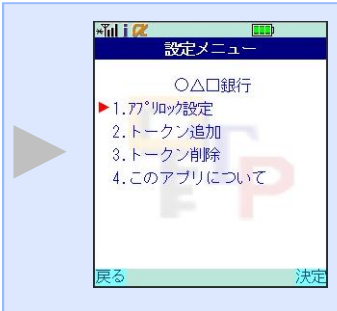 設定メニュー
○△□銀行
1.ｱﾌﾟﾘﾛｯｸ設定
2.トークン追加
3.トークン削除
4.このアプリについて
戻る 決定